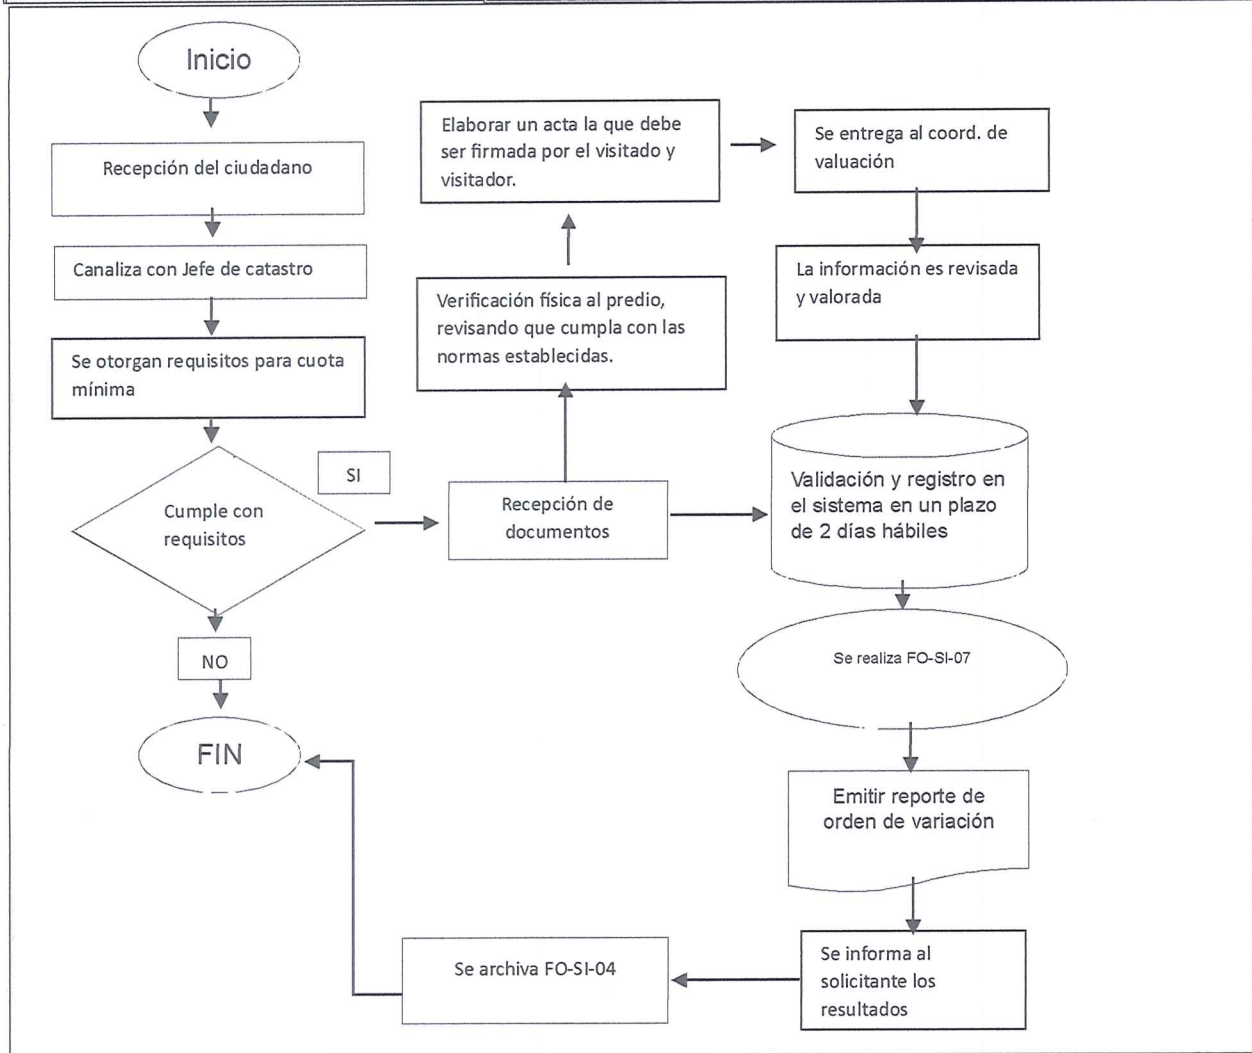 Inicio
Recepción del ciudadano
Canaliza con Jefe de catastro
Se otorgan requisitos para cuota
mínima
Cumple con
requisitos
SI
NO
FIN
Recepción de
documentos
Verificación física al predio,
revisando que cumpla con las
normas establecidas.
Elaborar un acta la que debe
ser firmada por el visitado y
visitador.
Se entrega al coord. de
valuación
La información es revisada
y valorada
Validación y registro en
el sistema en un plazo
de 2 días hábiles
Se realiza FO-SI-07
Emitir reporte de
orden de variación
Se informa al
solicitante los
resultados
Se archiva FO-SI-04